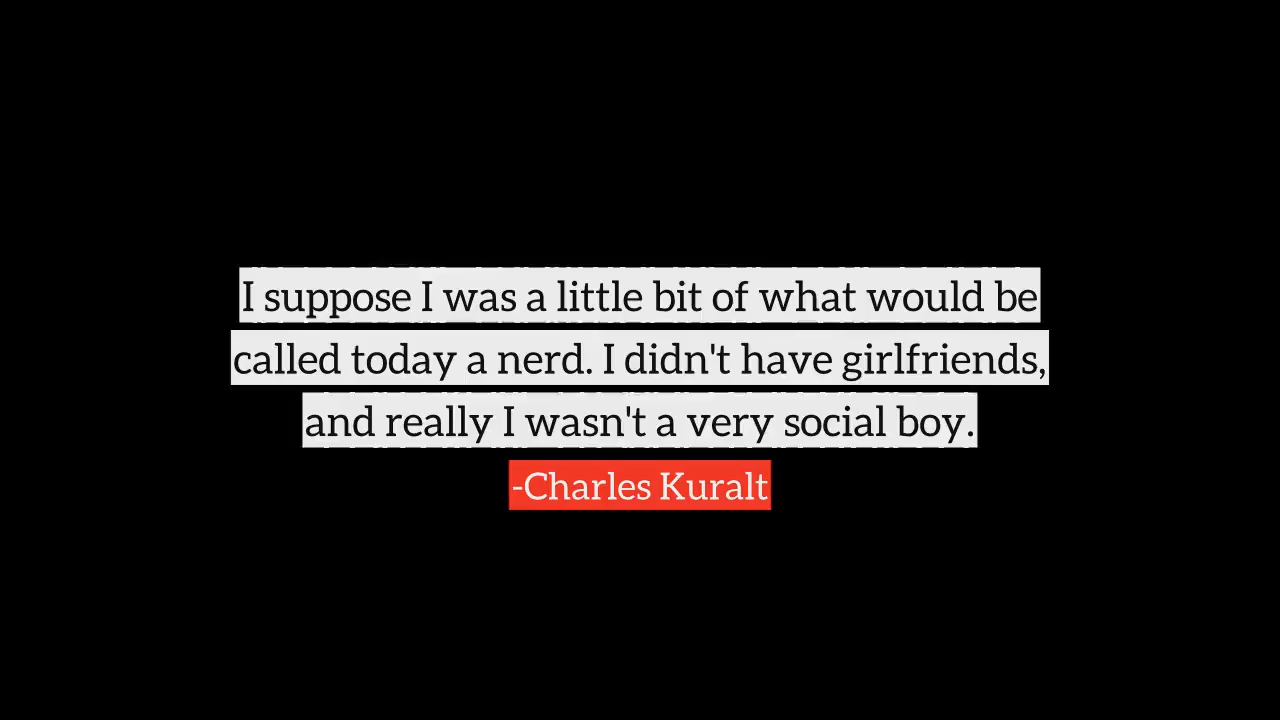 I suppose I was a little bit of what would be
called today a nerd. I didn't have girlfriends,
and really I wasn't a very social boy.
-Charles Kuralt